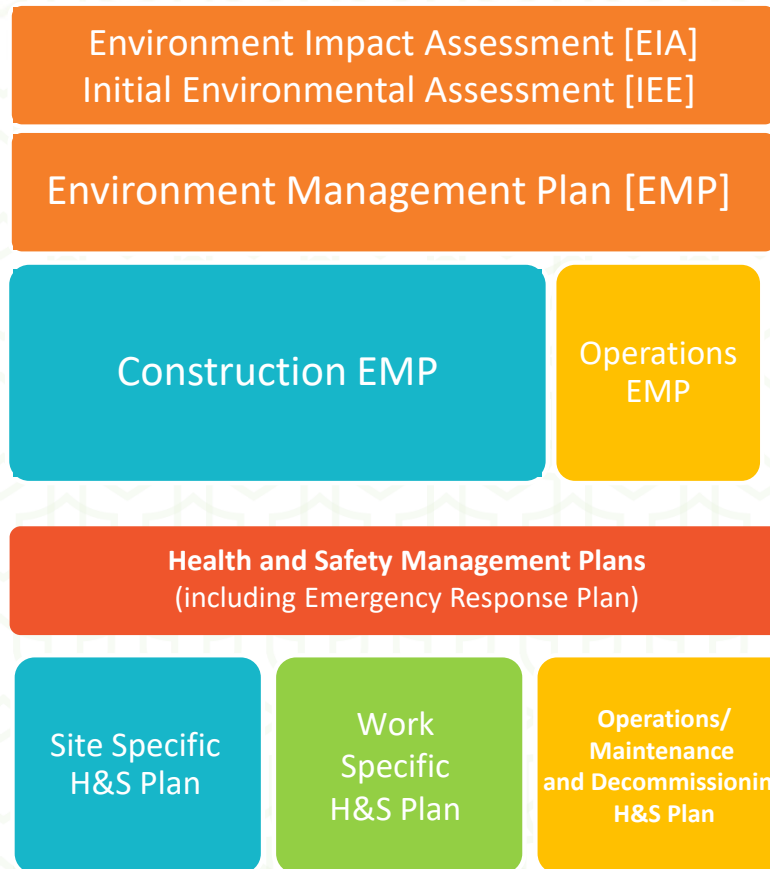 Environment Impact Assessment [EIA]
Initial Environmental Assessment [IEE]
Environment Management Plan [EMP]
Construction EMP
Operations
EMP
Health and Safety Management Plans
(including Emergency Response Plan)
Site Specific
H&S Plan
Work
Specific
H&S Plan
Operations/
Maintenance
and Decommissionin
H&S Plan